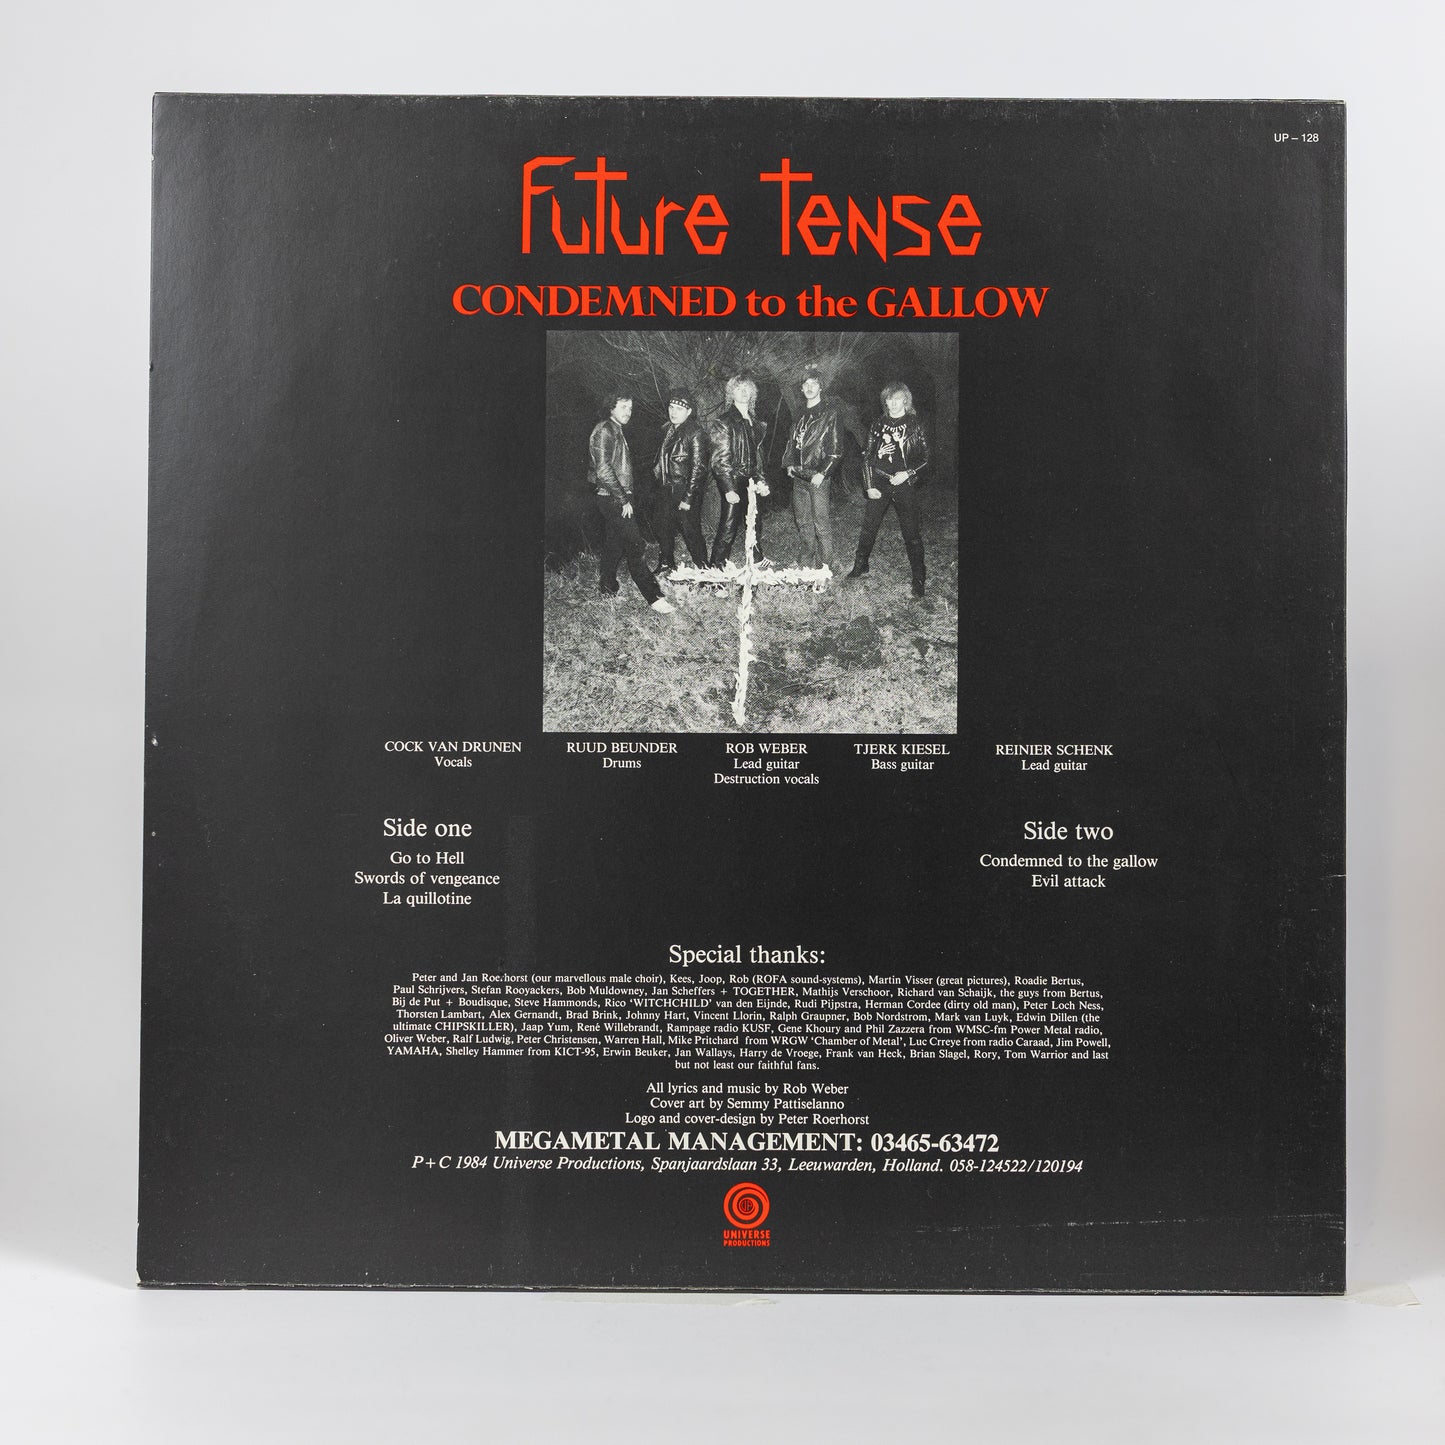 UP – 128
Future Tense
CONDEMNED to the GALLOW
COCK VAN DRUNEN
Vocals
RUUD BEUNDER
Drums
ROB WEBER
Lead guitar
Destruction vocals
TJERK KIESEL
Bass guitar
REINIER SCHENK
Lead guitar
Side one
Go to Hell
Swords of vengeance
La quillotine
Side two
Condemned to the gallow
Evil attack
Special thanks:
Peter and Jan Roerhorst (our marvellous male choir), Kees, Joop, Rob (ROFA sound-systems), Martin Visser (great pictures), Roadie Bertus,
Paul Schrijvers, Stefan Rooyackers, Bob Muldowney, Jan Scheffers + TOGETHER, Mathijs Verschoor, Richard van Schaijk, the guys from Bertus,
Bij de Put + Boudisque, Steve Hammonds, Rico ‘WITCHCHILD’ van den Eijnde, Rudi Pijpstra, Herman Cordee (dirty old man), Peter Loch Ness,
Thorsten Lambart, Alex Gernandt, Brad Brink, Johnny Hart, Vincent Llorin, Ralph Graupner, Bob Nordstrom, Mark van Luyk, Edwin Dillen (the
ultimate CHIPSKILLER), Jaap Yum, René Willebrandt, Rampage radio KUSF, Gene Khoury and Phil Zazzera from WMSC-fm Power Metal radio,
Oliver Weber, Ralf Ludwig, Peter Christensen, Warren Hall, Mike Pritchard from WRGW ‘Chamber of Metal’, Luc Crreye from radio Caraad, Jim Powell,
YAMAHA, Shelley Hammer from KICT-95, Erwin Beuker, Jan Wallays, Harry de Vroege, Frank van Heck, Brian Slagel, Rory, Tom Warrior and last
but not least our faithful fans.
All lyrics and music by Rob Weber
Cover art by Semmy Pattiselanno
Logo and cover-design by Peter Roerhorst
MEGAMETAL MANAGEMENT: 03465-63472
P+C 1984 Universe Productions, Spanjaardslaan 33, Leeuwarden, Holland. 058-124522/120194
UP
UNIVERSE
PRODUCTIONS